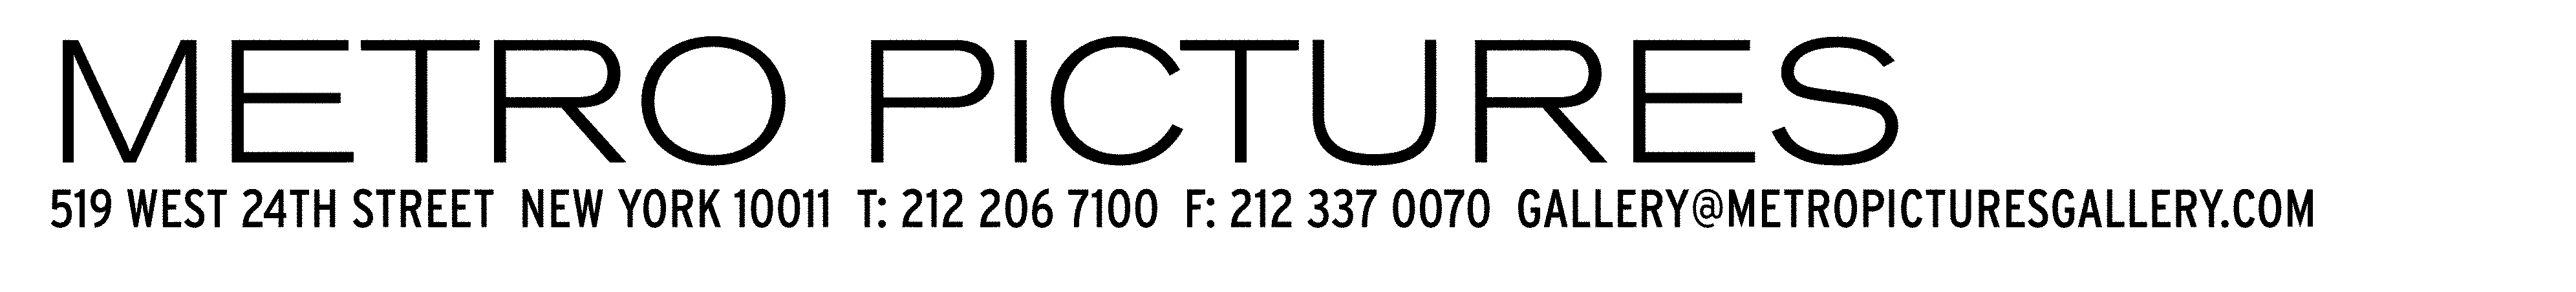 METRO PICTURES
519 WEST 24TH STREET NEW YORK 10011 T: 212 206 7100 F: 212 337 0070 GALLERY@METROPICTURESGALLERY.COM